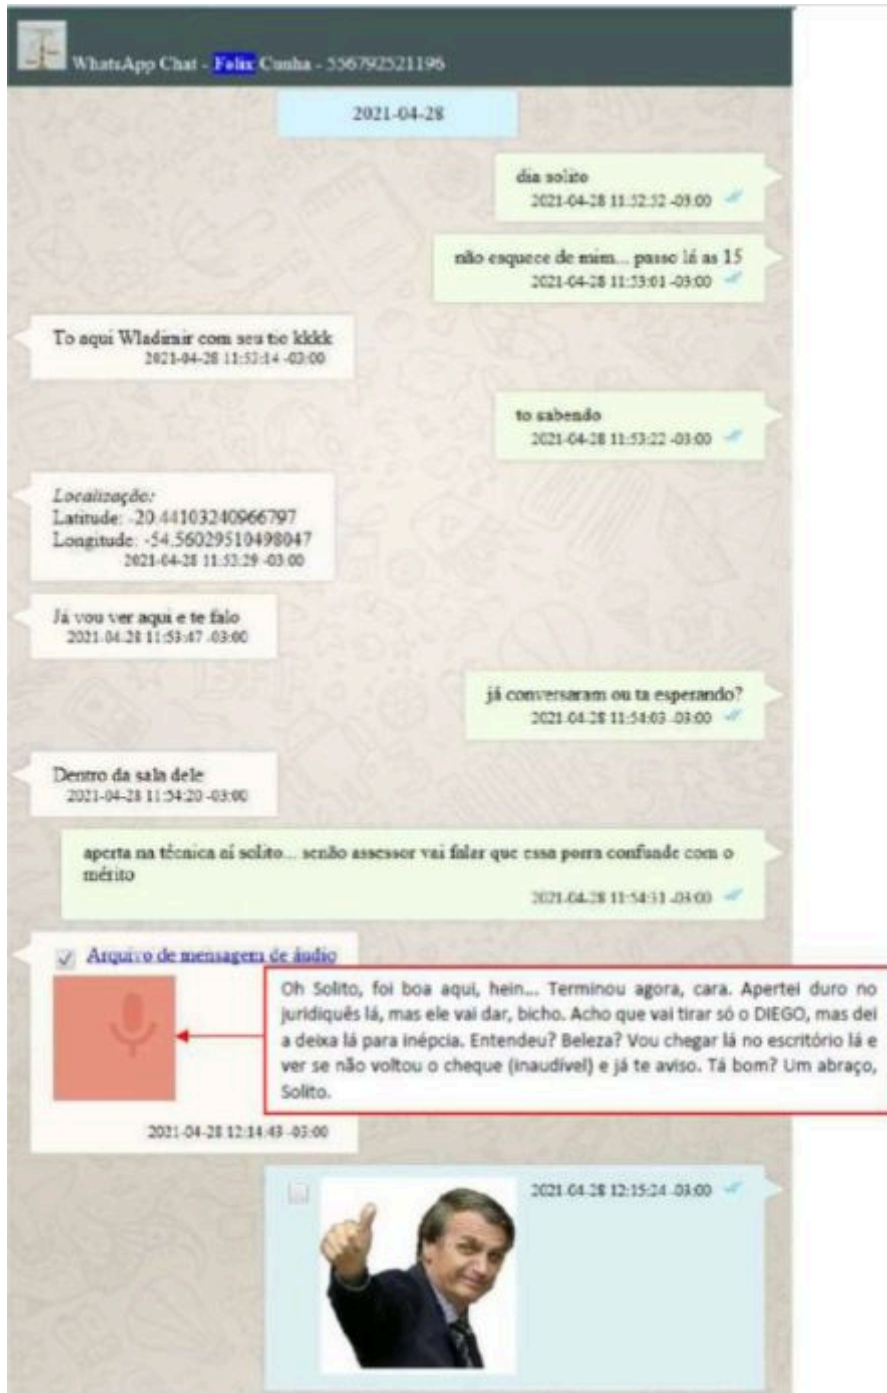 WhatsApp Chat - Felix Cunha - 556792521196
2021-04-28
dia solito
2021-04-28 11:52:52 -03:00
não esquece de mim... passo lá as 15
2021-04-28 11:53:01 -03:00
To aqui Wladimir com seu tio kkkk
2021-04-28 11:53:14 -03:00
to sabendo
2021-04-28 11:53:22 -03:00
Localização:
Latitude: -20.44103240966797
Longitude: -54.56029510498047
2021-04-28 11:53:29 -03:00
Já vou ver aqui e te falo
2021-04-28 11:53:47 -03:00
já conversaram ou ta esperando?
2021-04-28 11:54:03 -03:00
Dentro da sala dele
2021-04-28 11:54:20 -03:00
aperta na técnica aí solito... senão assessor vai falar que essa porra confunde com o
mérito
2021-04-28 11:54:51 -03:00
Arquivo de mensagem de áudio
Oh Solito, foi boa aqui, hein... Terminou agora, cara. Apertei duro no
juridiquês lá, mas ele vai dar, bicho. Acho que vai tirar só o DIEGO, mas dei
a deixa lá para inépcia. Entendeu? Beleza? Vou chegar lá no escritório lá e
ver se não voltou o cheque (inaudível) e já te aviso. Tá bom? Um abraço,
Solito.
2021-04-28 12:14:43 -03:00
2021-04-28 12:15:24 -03:00